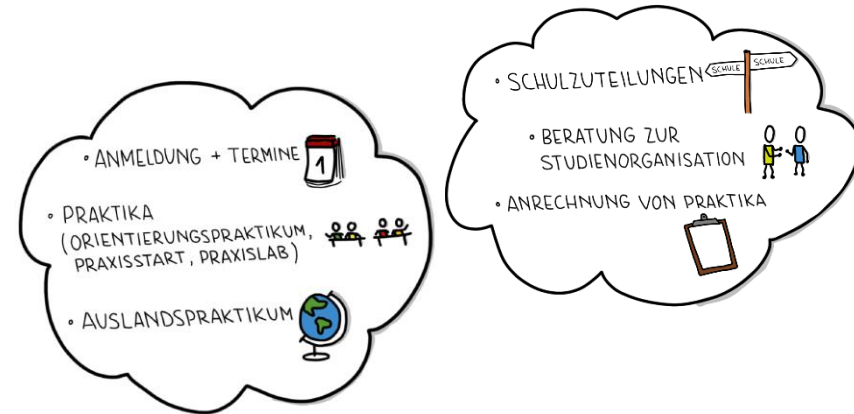 • ANMELDUNG + TERMINE
1
• PRAKTIKA
(ORIENTIERUNGSPRAKTIKUM,
PRAXISSTART, PRAXISLAB)
• AUSLANDSPRAKTIKUM
• SCHULZUTEILUNGEN
SCHULE
SCHULE
• BERATUNG ZUR
STUDIENORGANISATION
• ANRECHNUNG VON PRAKTIKA